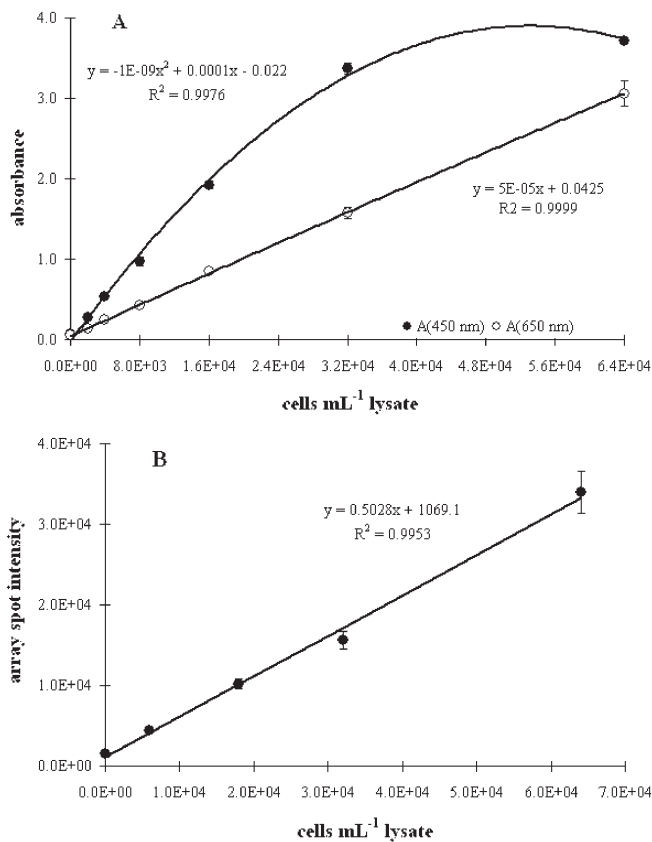 A
4.0
3.0
2.0
1.0
0.0
absorbance
y = -1E-09x² + 0.0001x - 0.022
R² = 0.9976
y = 5E-05x + 0.0425
R2 = 0.9999
● A(450 nm) ○ A(650 nm)
0.0E+00 8.0E+03 1.6E+04 2.4E+04 3.2E+04 4.0E+04 4.8E+04 5.6E+04 6.4E+04
cells mL⁻¹ lysate
B
4.0E+04
3.0E+04
2.0E+04
1.0E+04
0.0E+00
array spot intensity
y = 0.5028x + 1069.1
R² = 0.9953
0.0E+00 1.0E+04 2.0E+04 3.0E+04 4.0E+04 5.0E+04 6.0E+04 7.0E+04
cells mL⁻¹ lysate